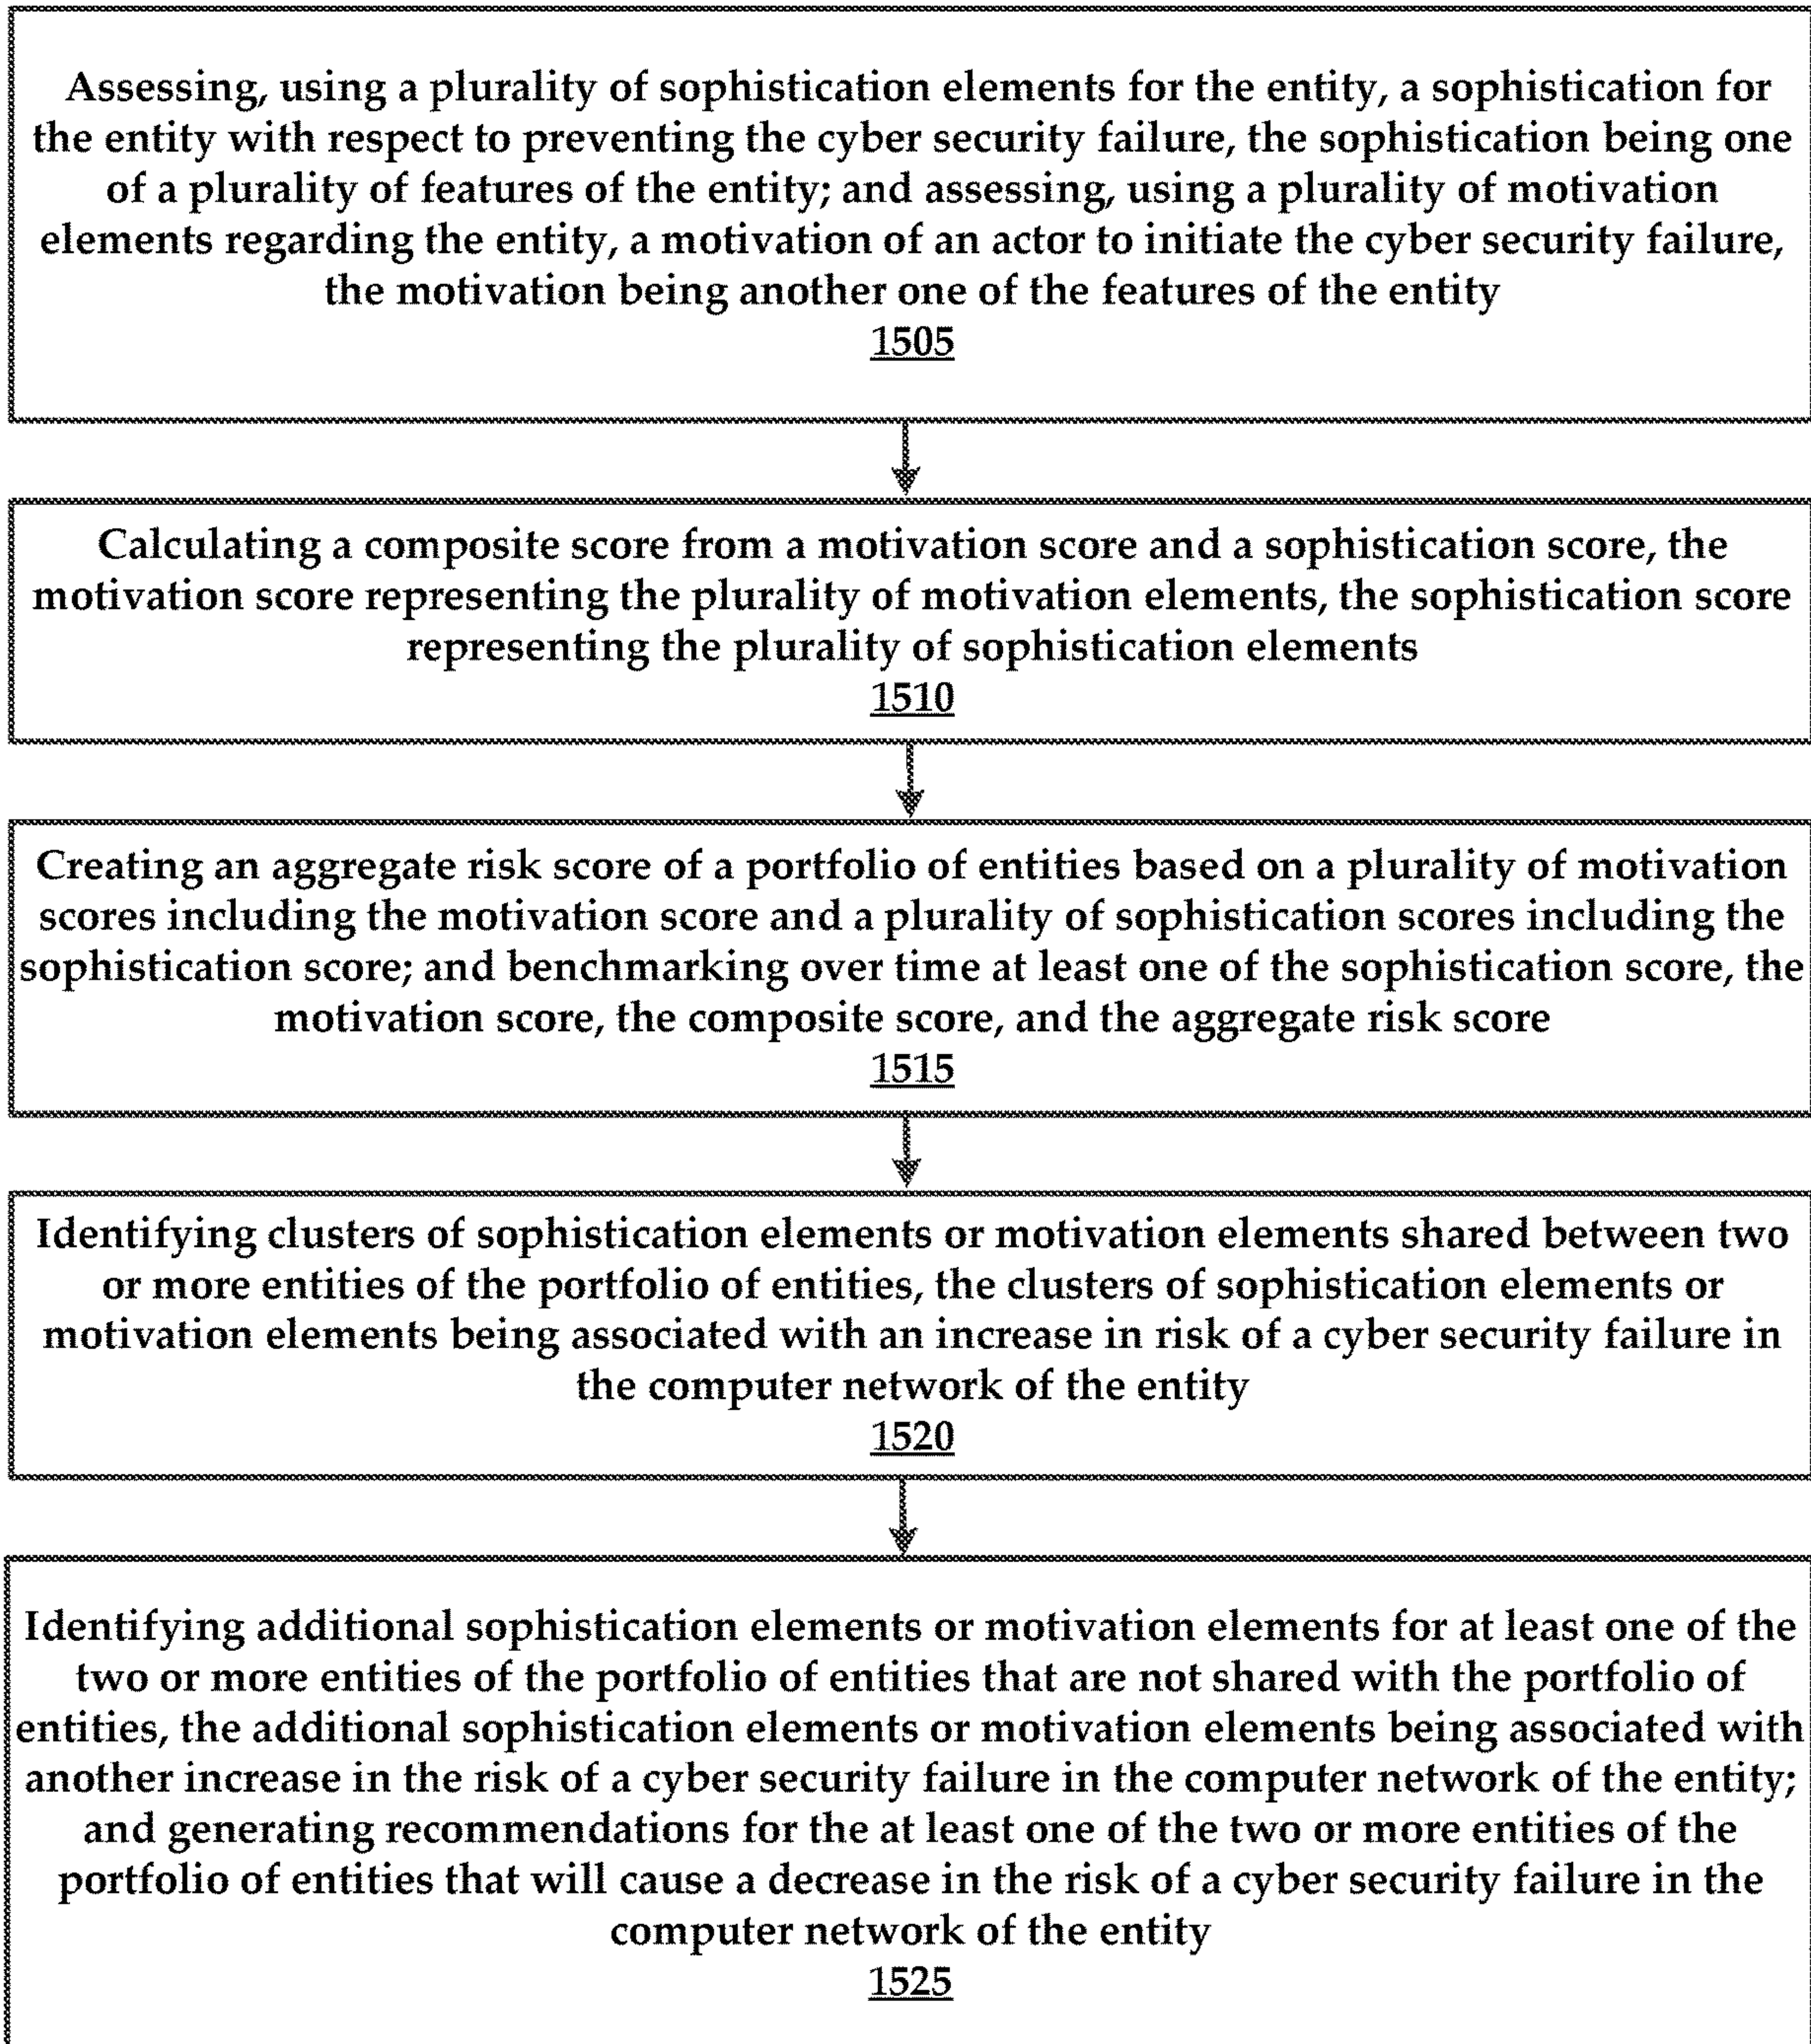 Assessing, using a plurality of sophistication elements for the entity, a sophistication for
the entity with respect to preventing the cyber security failure, the sophistication being one
of a plurality of features of the entity; and assessing, using a plurality of motivation
elements regarding the entity, a motivation of an actor to initiate the cyber security failure,
the motivation being another one of the features of the entity
1505
Calculating a composite score from a motivation score and a sophistication score, the
motivation score representing the plurality of motivation elements, the sophistication score
representing the plurality of sophistication elements
1510
Creating an aggregate risk score of a portfolio of entities based on a plurality of motivation
scores including the motivation score and a plurality of sophistication scores including the
sophistication score; and benchmarking over time at least one of the sophistication score, the
motivation score, the composite score, and the aggregate risk score
1515
Identifying clusters of sophistication elements or motivation elements shared between two
or more entities of the portfolio of entities, the clusters of sophistication elements or
motivation elements being associated with an increase in risk of a cyber security failure in
the computer network of the entity
1520
Identifying additional sophistication elements or motivation elements for at least one of the
two or more entities of the portfolio of entities that are not shared with the portfolio of
entities, the additional sophistication elements or motivation elements being associated with
another increase in the risk of a cyber security failure in the computer network of the entity;
and generating recommendations for the at least one of the two or more entities of the
portfolio of entities that will cause a decrease in the risk of a cyber security failure in the
computer network of the entity
1525